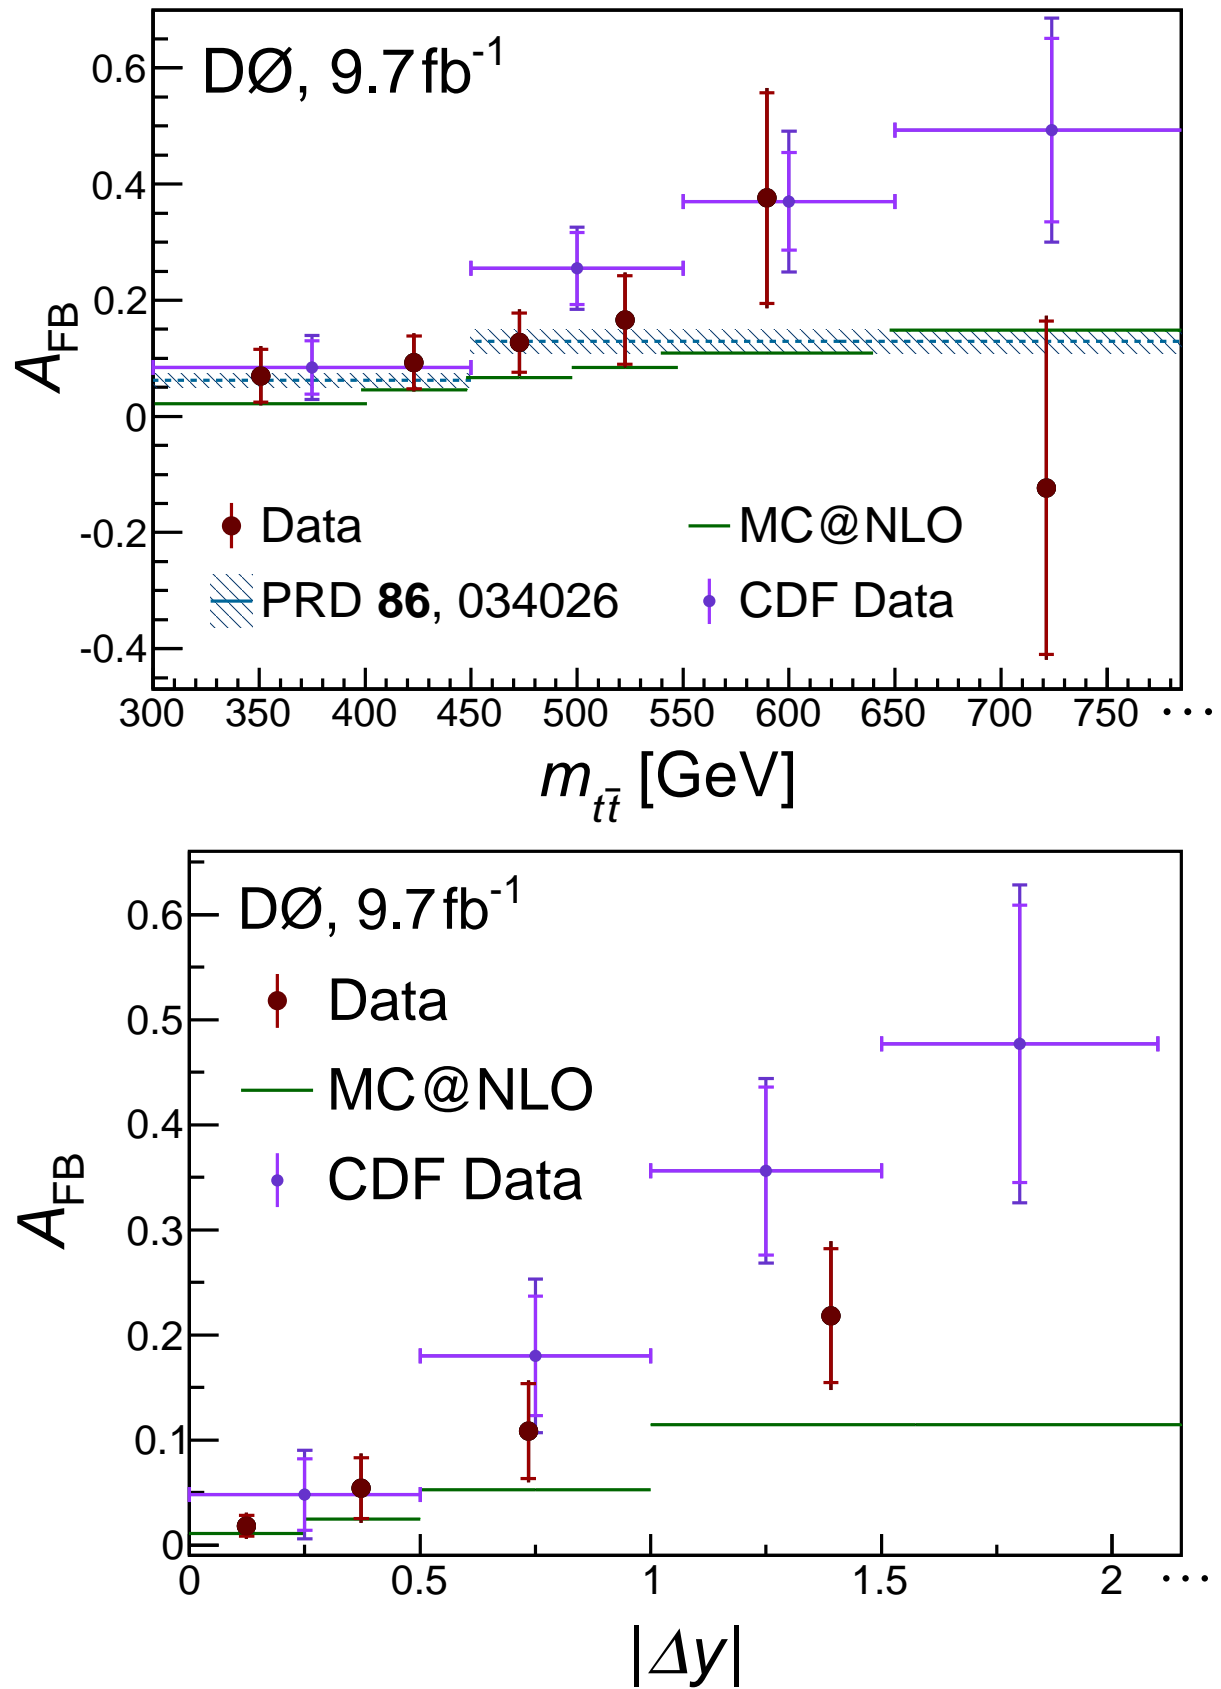 DØ, 9.7 fb-1
0.6
0.4
0.2
0
-0.2
-0.4
AFB
Data
MC@NLO
PRD 86, 034026
CDF Data
300 350 400 450 500 550 600 650 700 750 ...
mtt̄ [GeV]
DØ, 9.7 fb-1
Data
MC@NLO
CDF Data
0.6
0.5
0.4
0.3
0.2
0.1
0
AFB
0 0.5 1 1.5 2 ...
|Δy|